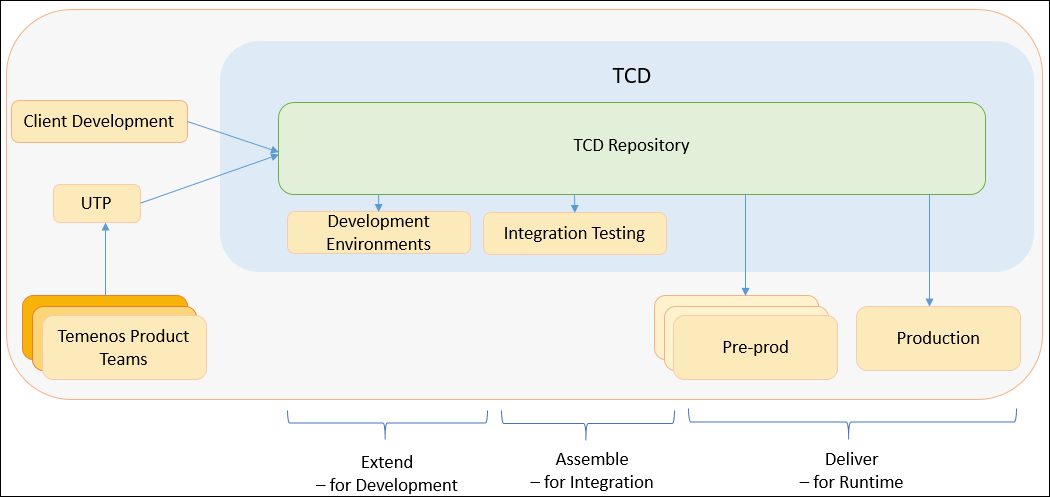 TCD
Client Development
TCD Repository
UTP
Development
Environments
Integration Testing
Temenos Product
Teams
Pre-prod
Production
Extend
– for Development
Assemble
– for Integration
Deliver
– for Runtime